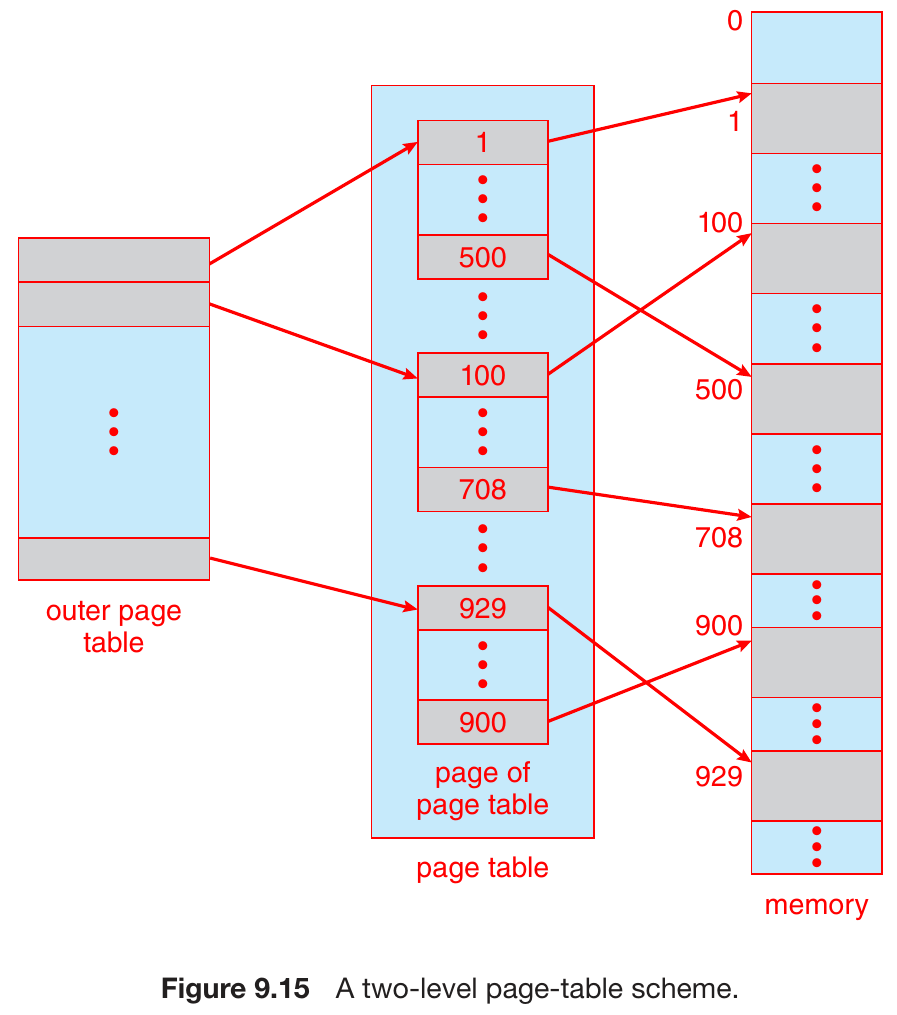 outer page
table
1
500
100
708
929
900
page of
page table
page table
0
1
100
500
708
900
929
memory
Figure 9.15 A two-level page-table scheme.